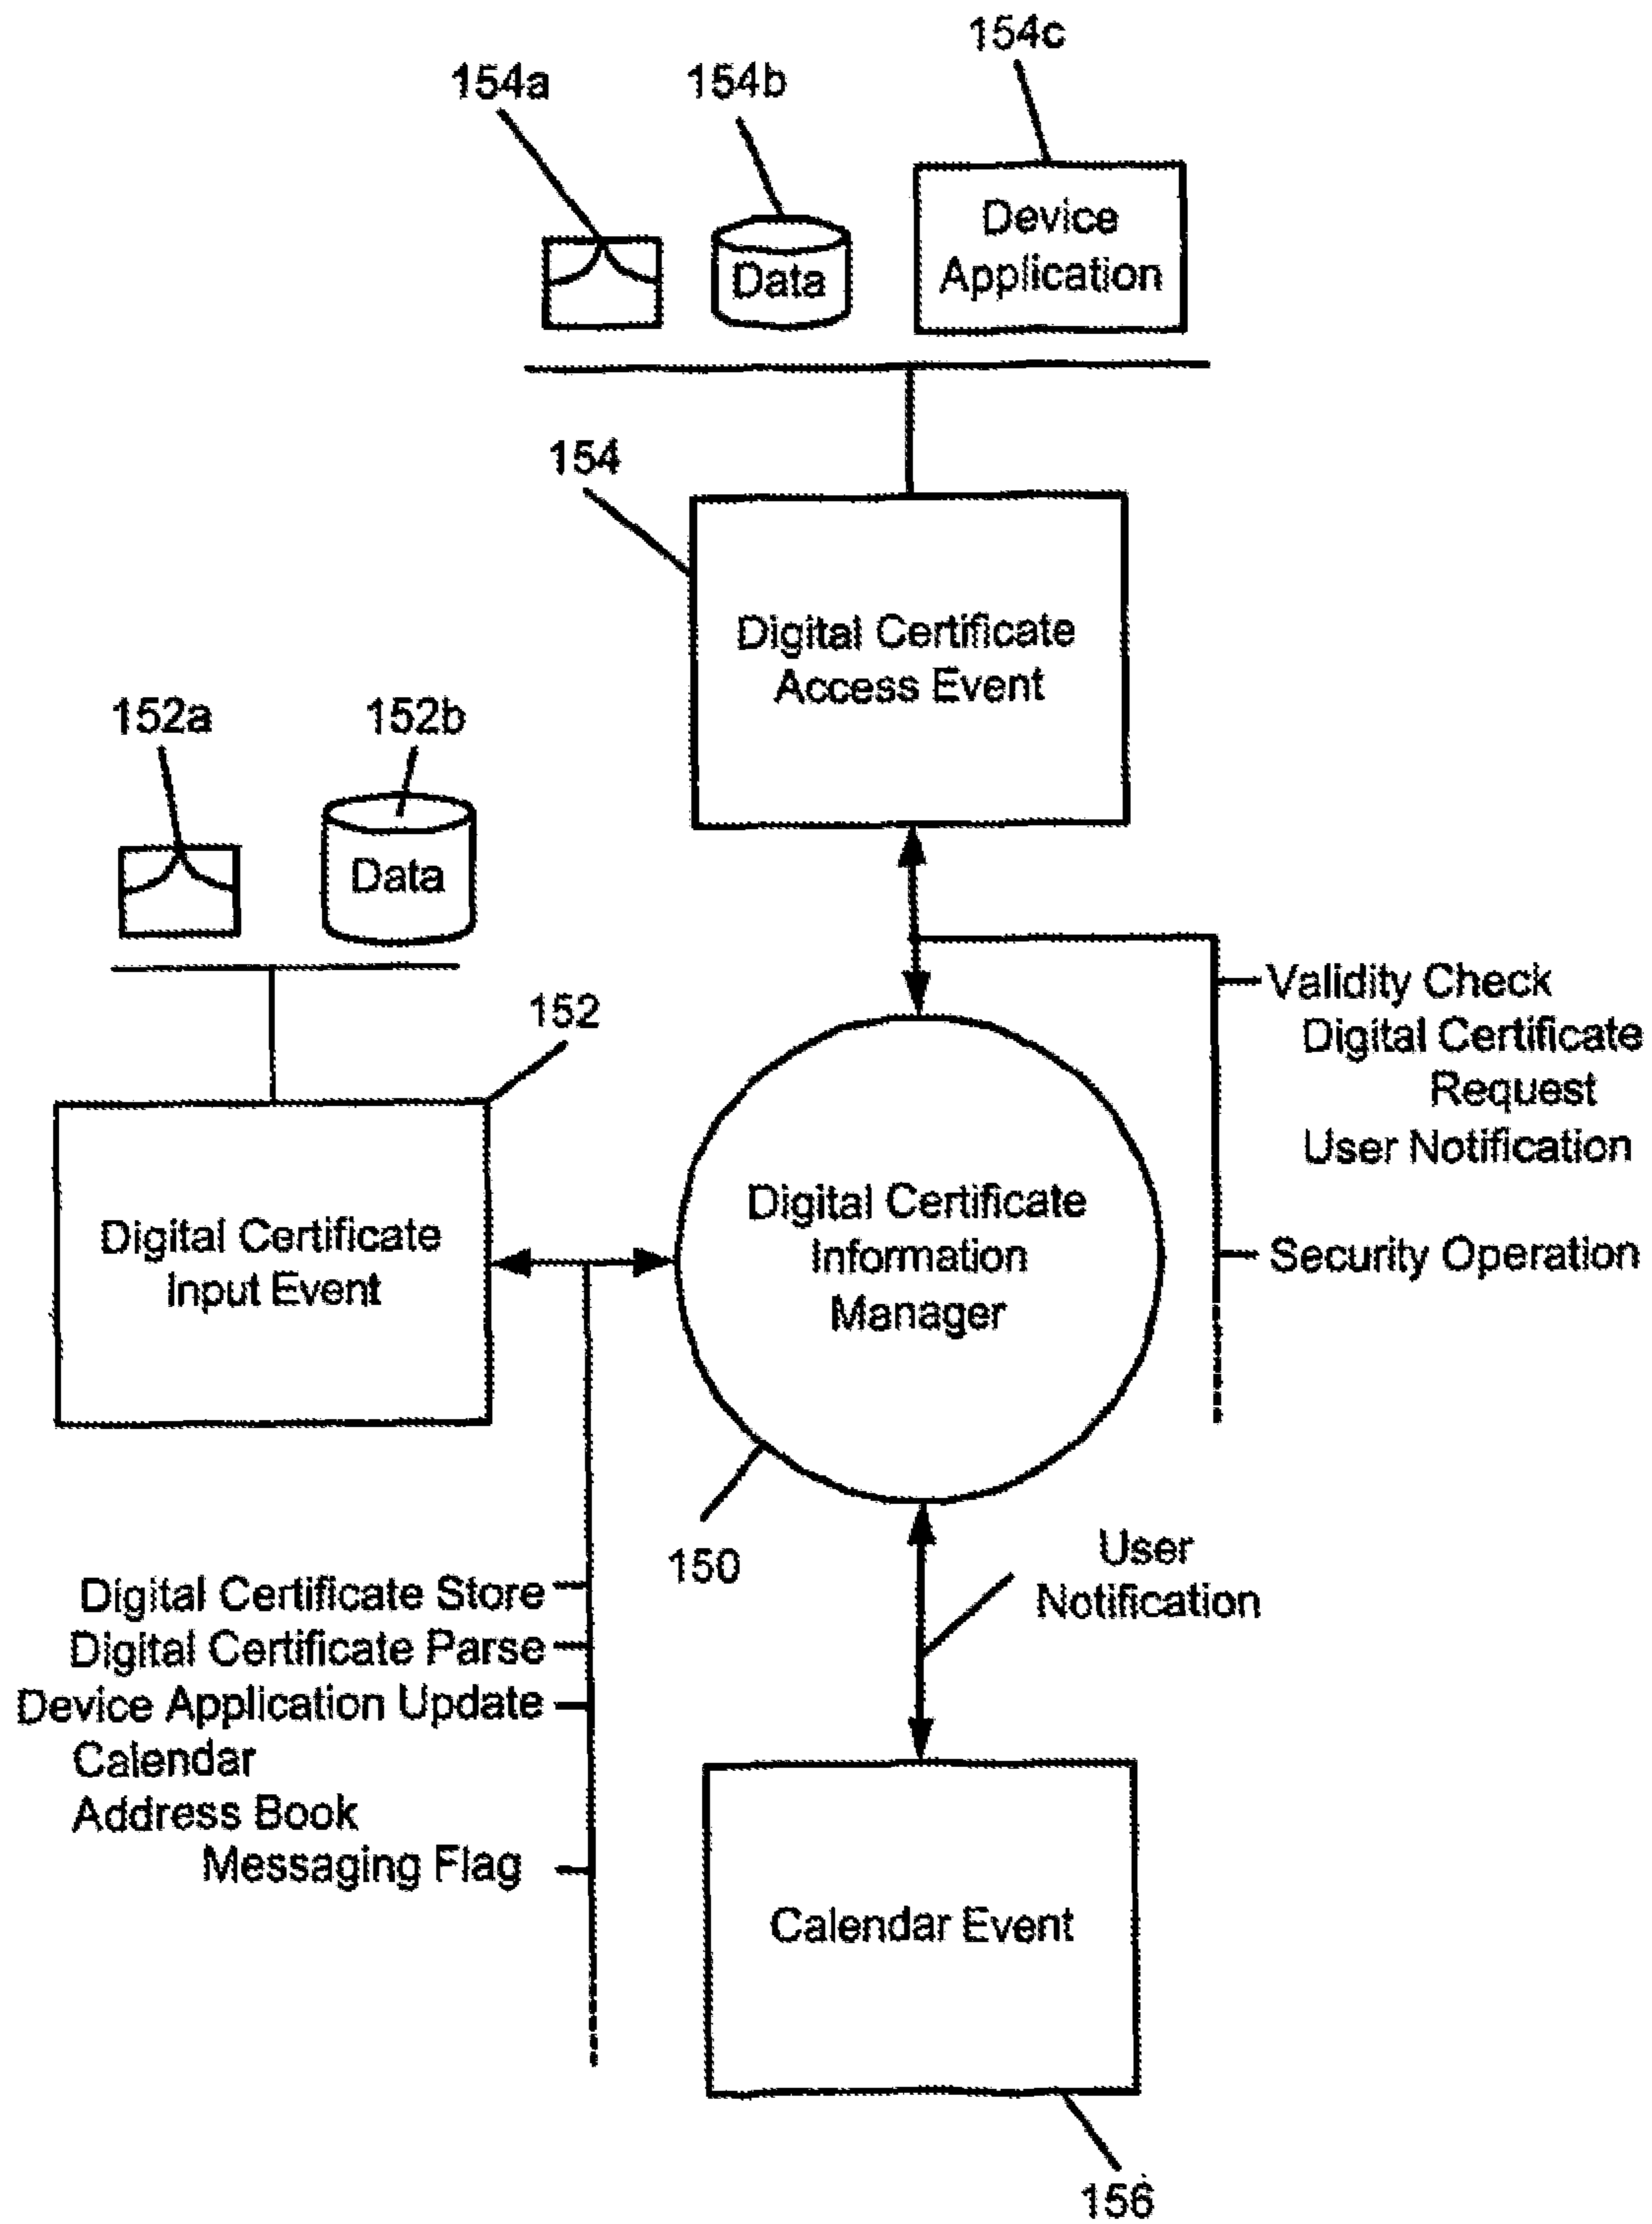 154c
154a
154b
Device
Application
Data
154
Digital Certificate
Access Event
152a
152b
Data
152
Validity Check
Digital Certificate
Request
User Notification
Security Operation
Digital Certificate
Input Event
Digital Certificate
Information
Manager
150
User
Notification
Digital Certificate Store
Digital Certificate Parse
Device Application Update
Calendar
Address Book
Messaging Flag
Calendar Event
156